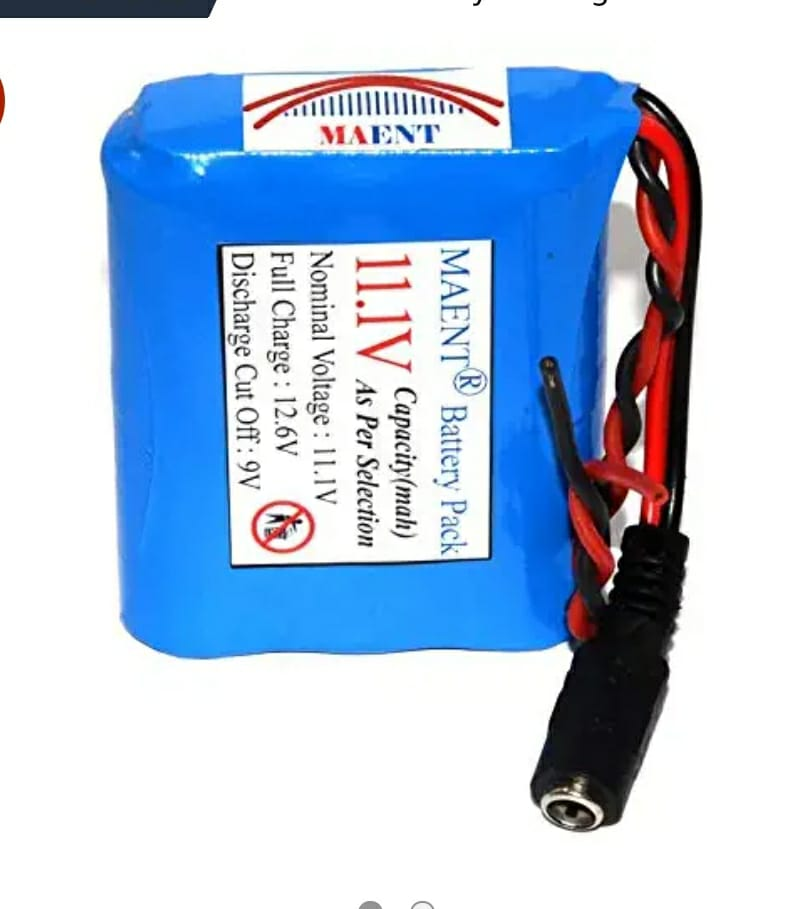 MAENT
MAENT® Battery Pack
11.1V Capacity(mah)
As Per Selection
Nominal Voltage : 11.1V
Full Charge : 12.6V
Discharge Cut Off : 9V